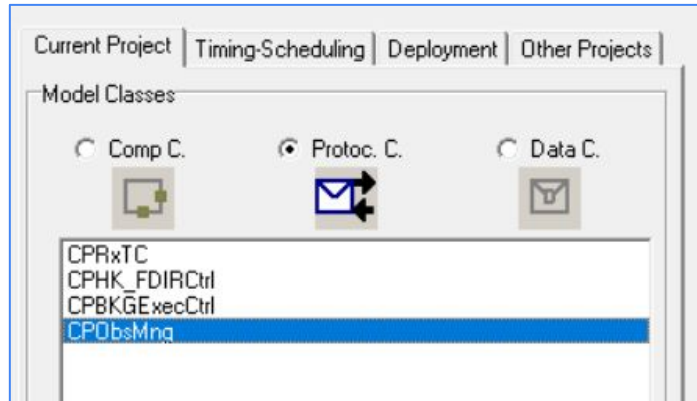 Current Project Timing-Scheduling Deployment Other Projects
Model Classes
Comp C. Protoc. C. Data C.
CPRxTC
CPHK_FDIRCtrl
CPBKGExecCtrl
CPObsMng